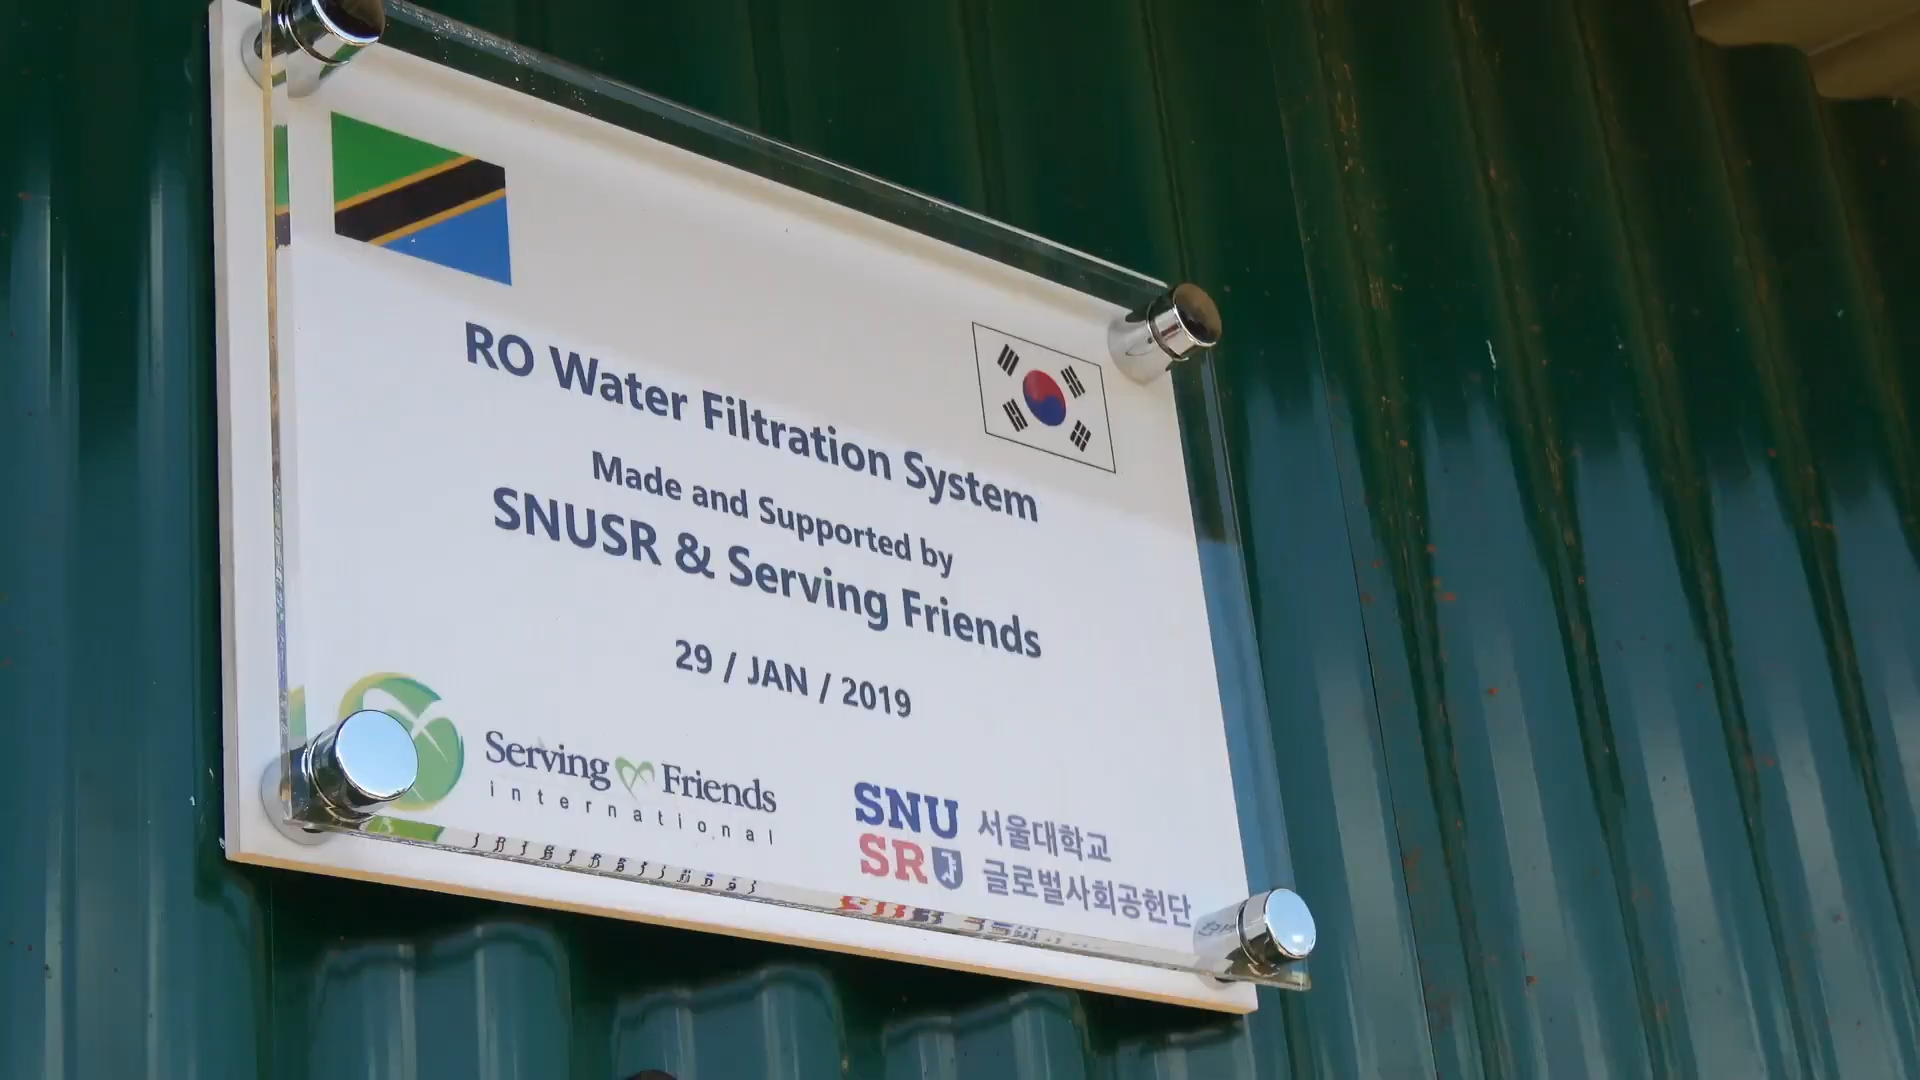 RO Water Filtration System
Made and Supported by
SNUSR & Serving Friends
29 / JAN / 2019
Serving Friends
international
SNU 서울대학교
SR 글로벌사회공헌단